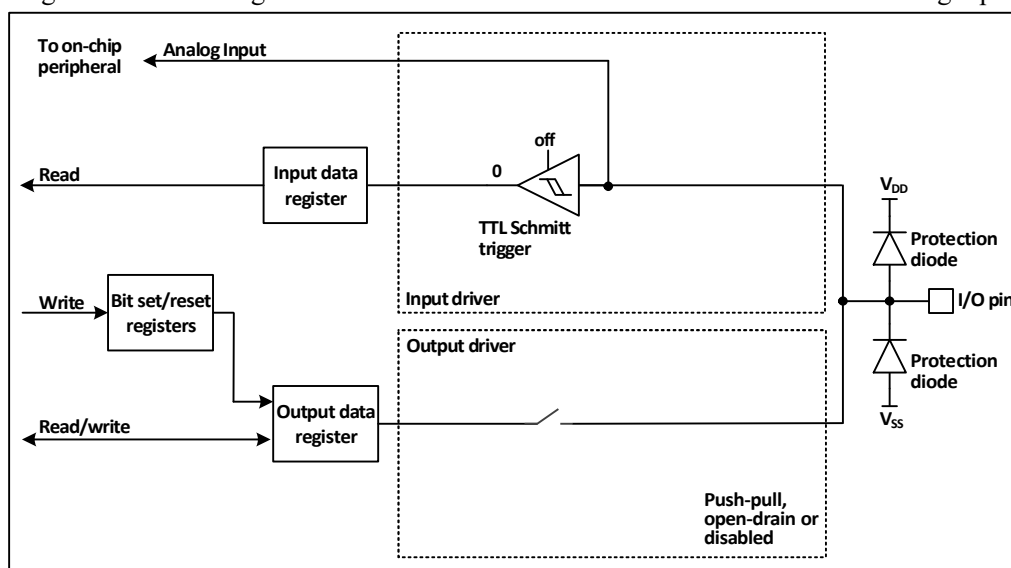 To on-chip
peripheral
Analog Input
off
Read
Input data
register
0
TTL Schmitt
trigger
VDD
Protection
diode
Write
Bit set/reset
registers
Input driver
I/O pin
Output driver
Protection
diode
Read/write
Output data
register
VSS
Push-pull,
open-drain or
disabled